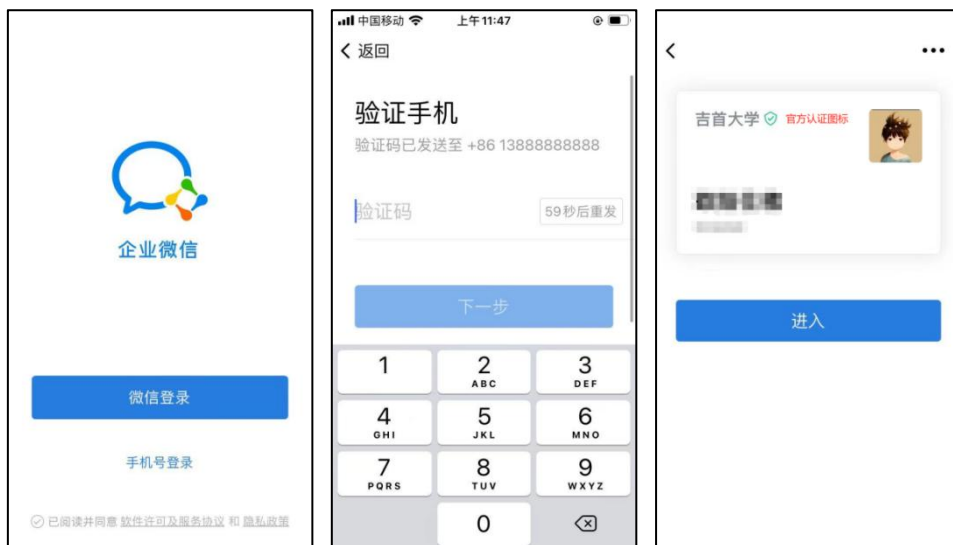 企业微信
微信登录
手机号登录
已阅读并同意 软件许可及服务协议 和 隐私政策
中国移动 上午11:47
返回
验证手机
验证码已发送至 +86 13888888888
验证码 59秒后重发
下一步
1 2 3
ABC DEF
4 5 6
GHI JKL MNO
7 8 9
PQRS TUV WXYZ
0
吉首大学 官方认证图标
进入